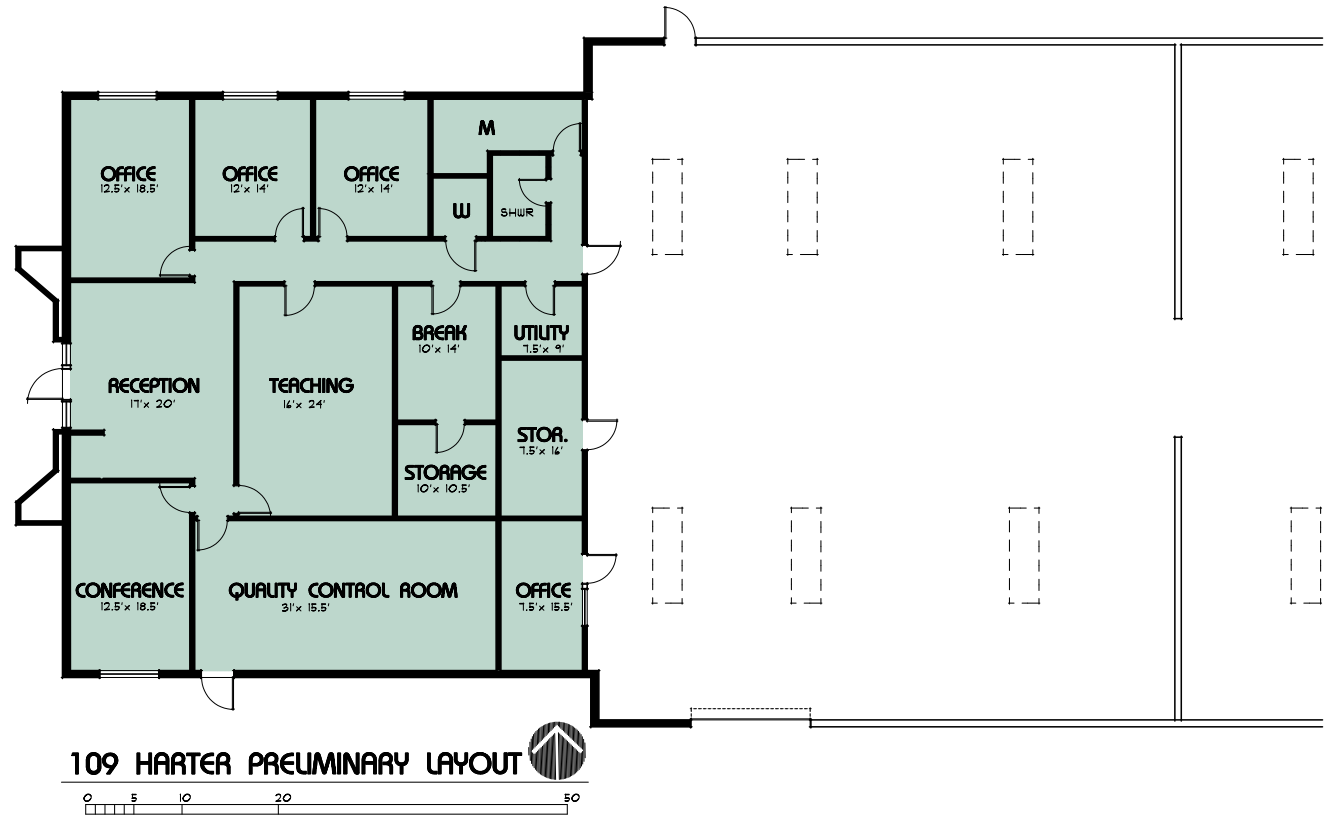 OFFICE
12.5' x 18.5'
OFFICE
12' x 14'
OFFICE
12' x 14'
M
W
SHWR
BREAK
10' x 14'
UTILITY
7.5' x 9'
RECEPTION
17' x 20'
TEACHING
16' x 24'
STOR.
7.5' x 16'
STORAGE
10' x 10.5'
CONFERENCE
12.5' x 18.5'
QUALITY CONTROL ROOM
31' x 15.5'
OFFICE
7.5' x 15.5'
109 HARTER PRELIMINARY LAYOUT
0 5 10 20 50